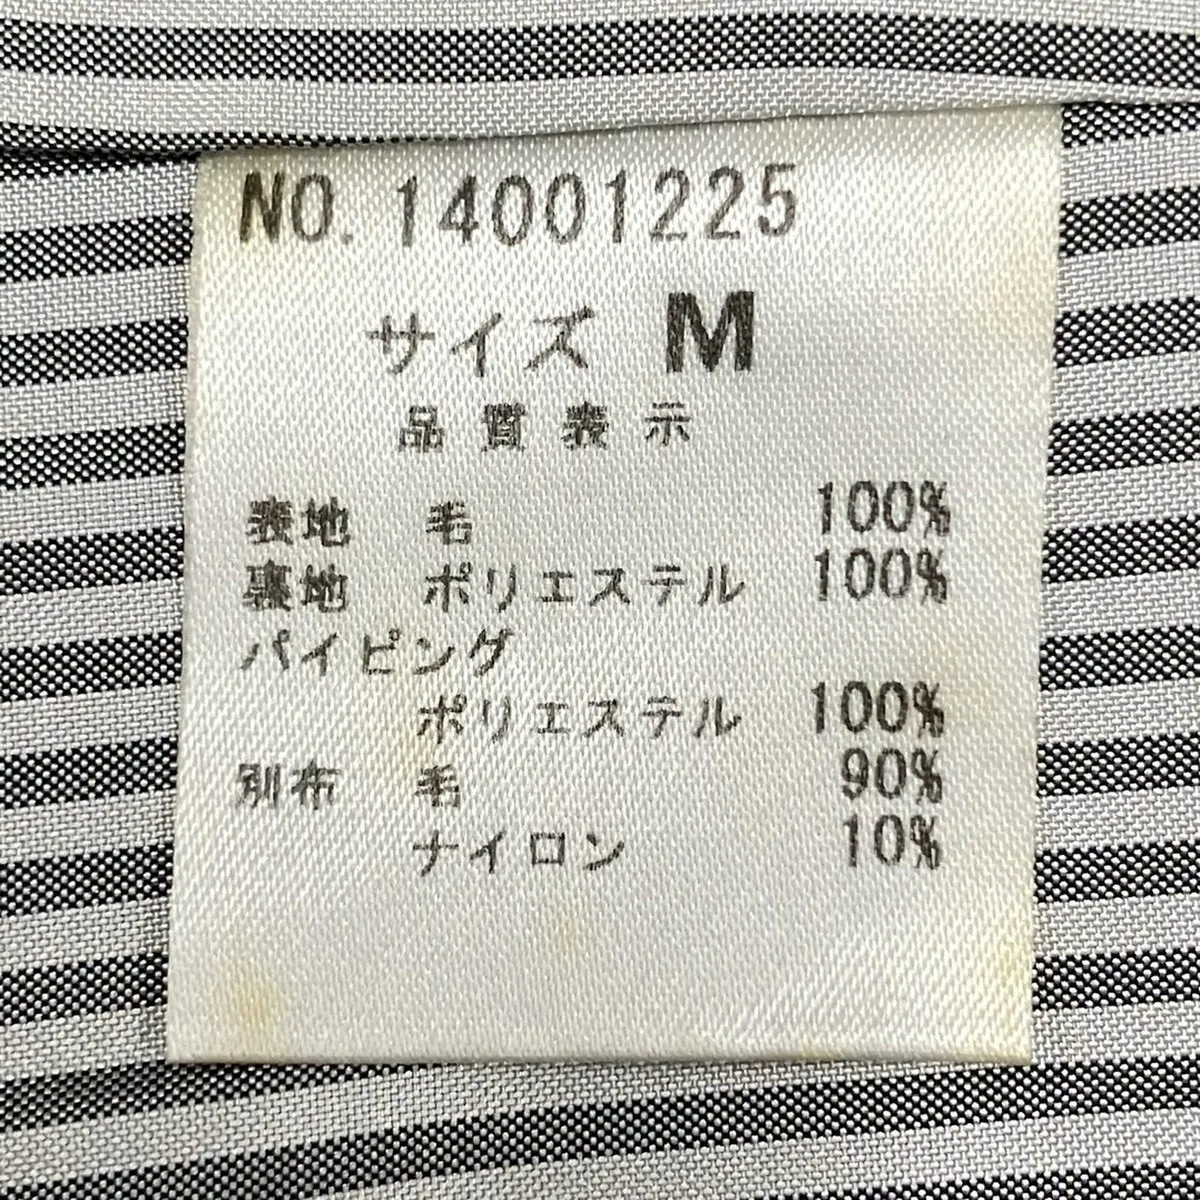 NO. 14001225
サイズ M
品質表示
表地 毛 100%
裏地 ポリエステル 100%
パイピング
ポリエステル 100%
別布 毛 90%
ナイロン 10%